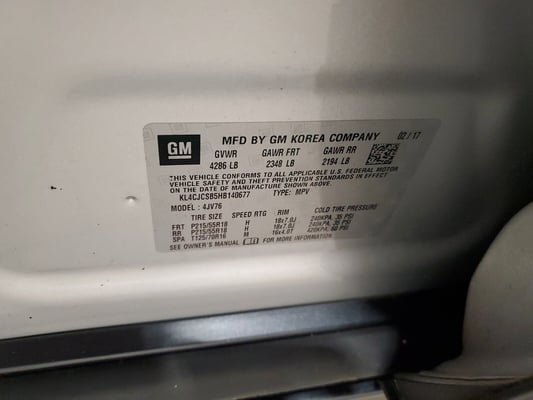 GM
MFD BY GM KOREA COMPANY 02/17
GVWR GAWR FRT GAWR RR
4286 LB 2348 LB 2194 LB
THIS VEHICLE CONFORMS TO ALL APPLICABLE U.S. FEDERAL MOTOR
VEHICLE SAFETY AND THEFT PREVENTION STANDARDS IN EFFECT
ON THE DATE OF MANUFACTURE SHOWN ABOVE.
KL4CJCSB5HB140677 TYPE: MPV
MODEL: 4JV76
TIRE SIZE SPEED RTG RIM COLD TIRE PRESSURE
FRT P215/55R18 H 18x7.0J 240KPA, 35 PSI
RR P215/55R18 H 18x7.0J 240KPA, 35 PSI
SPA T125/70R16 M 16x4.0T 420KPA, 60 PSI
SEE OWNER'S MANUAL FOR MORE INFORMATION